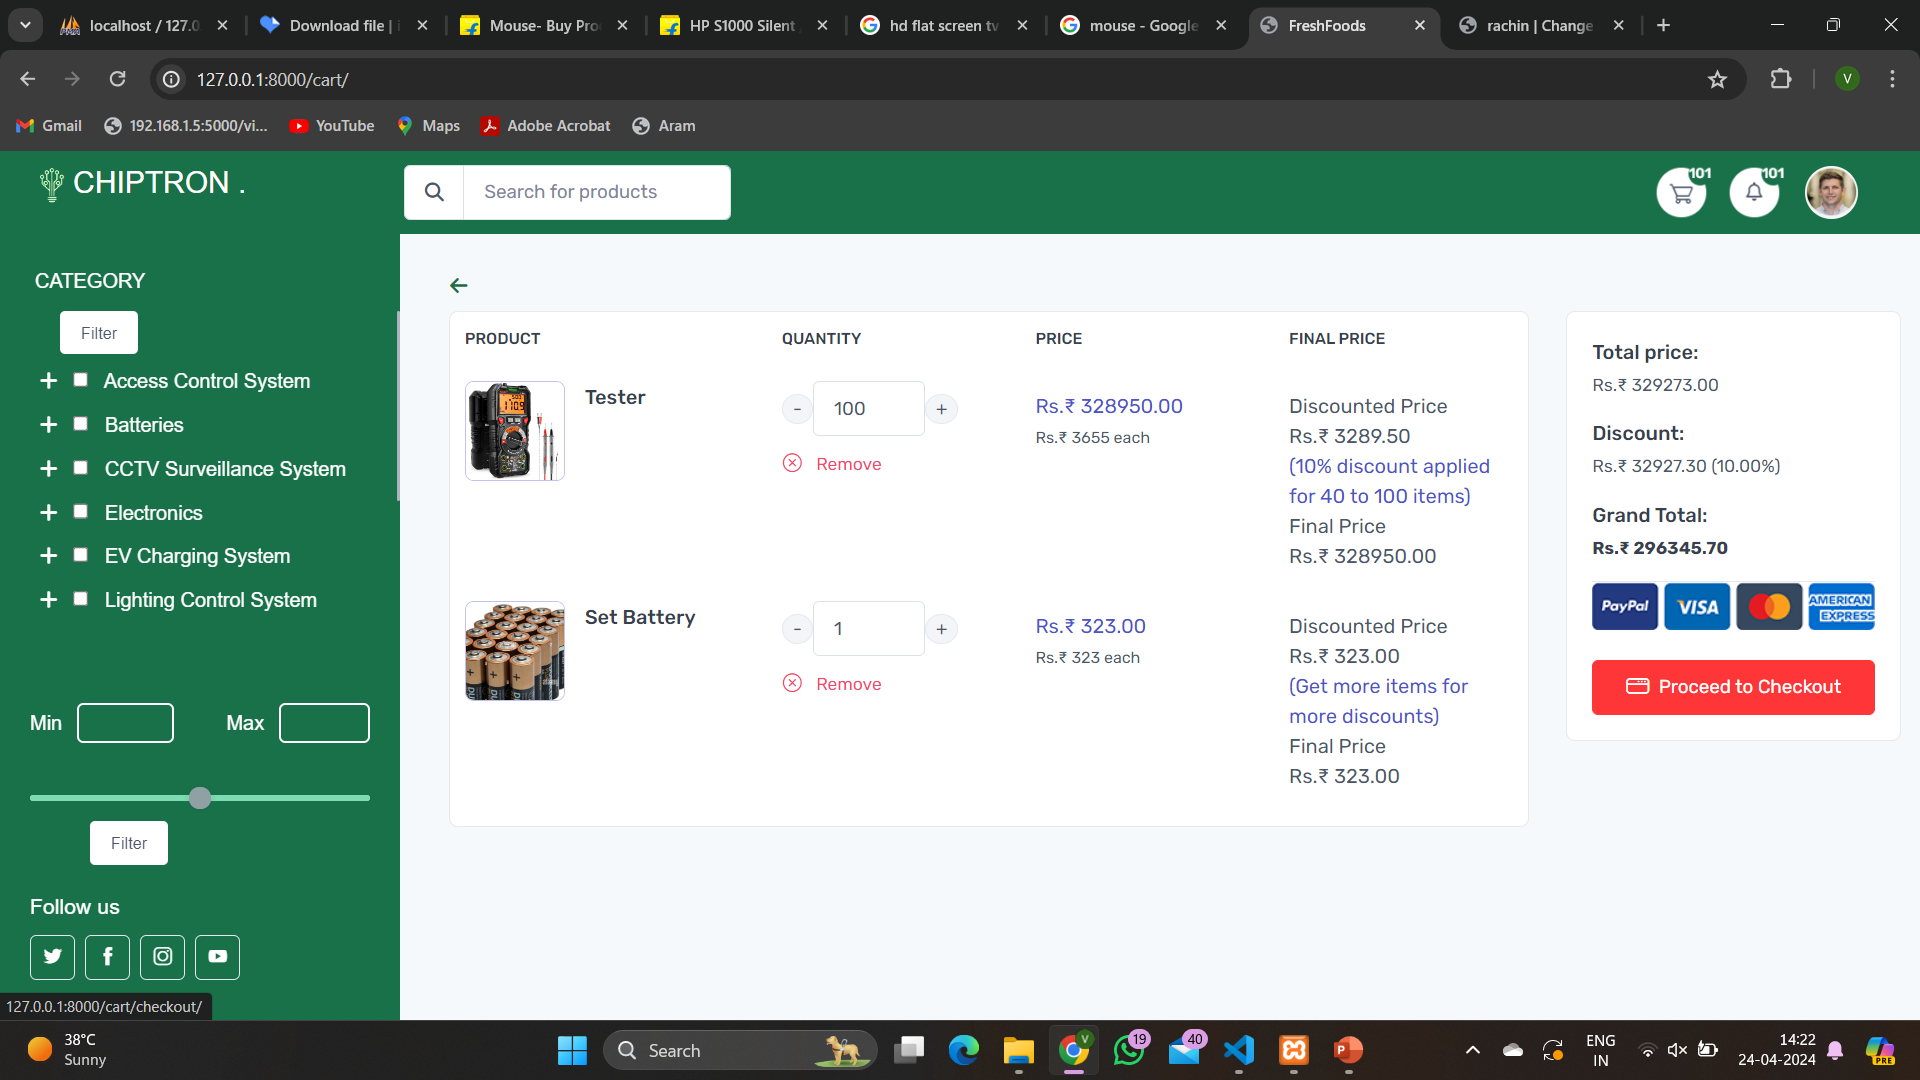 localhost / 127.0
Download file | i
Mouse- Buy Pro
HP S1000 Silent
hd flat screen tv
mouse - Google
FreshFoods
rachin | Change
127.0.0.1:8000/cart/
V
Gmail
192.168.1.5:5000/vi...
YouTube
Maps
Adobe Acrobat
Aram
CHIPTRON .
Search for products
101
101
CATEGORY
Filter
Access Control System
Batteries
CCTV Surveillance System
Electronics
EV Charging System
Lighting Control System
Min
Max
Filter
Follow us
PRODUCT QUANTITY PRICE FINAL PRICE
Tester
- 100 +
Remove
Rs.₹ 328950.00
Rs.₹ 3655 each
Discounted Price
Rs.₹ 3289.50
(10% discount applied
for 40 to 100 items)
Final Price
Rs.₹ 328950.00
Set Battery
- 1 +
Remove
Rs.₹ 323.00
Rs.₹ 323 each
Discounted Price
Rs.₹ 323.00
(Get more items for
more discounts)
Final Price
Rs.₹ 323.00
Total price:
Rs.₹ 329273.00
Discount:
Rs.₹ 32927.30 (10.00%)
Grand Total:
Rs.₹ 296345.70
PayPal
VISA
AMERICAN
EXPRESS
Proceed to Checkout
127.0.0.1:8000/cart/checkout/
38°C
Sunny
Search
V
19
40
ENG
IN
14:22
24-04-2024
PRE